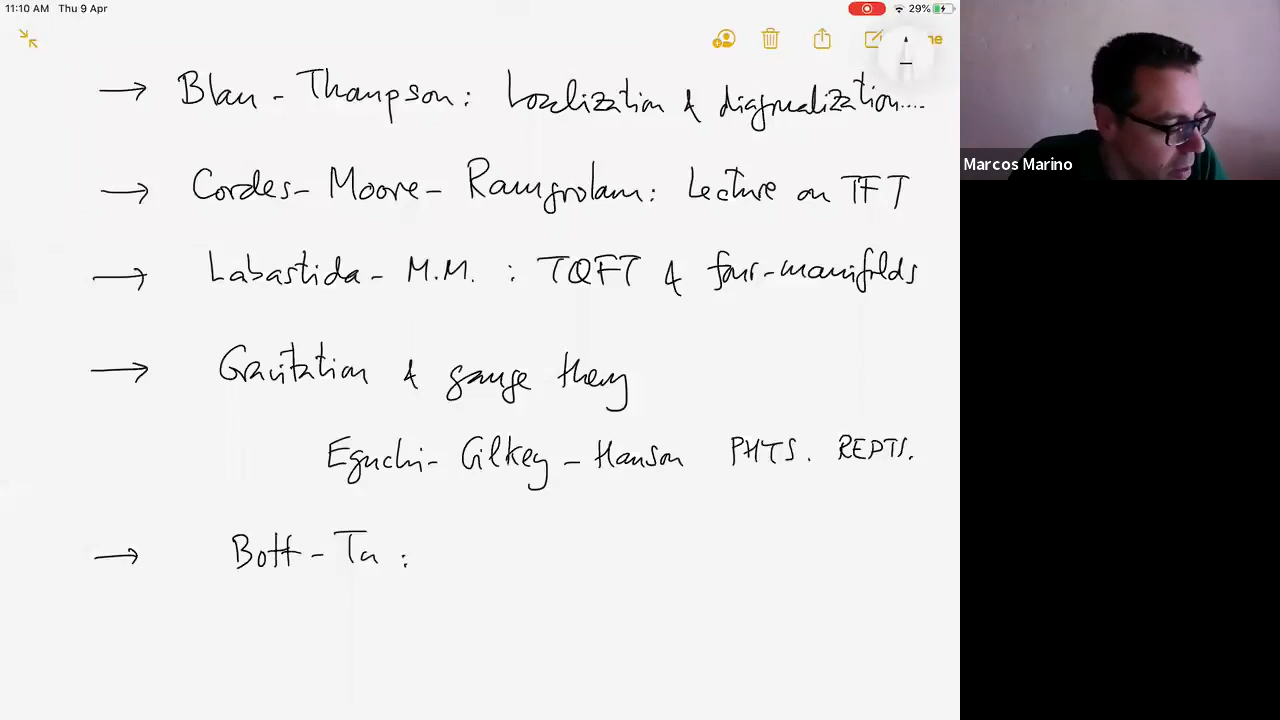 11:10 AM Thu 9 Apr
29%
→ Blau - Thompson: Localization & diagonalization....
→ Cordes - Moore - Ramgoolam: Lecture on TFT
→ Labastida - M.M. : TQFT & four-manifolds
→ Gravitation & gauge theory
Eguchi - Gilkey - Hanson PHYS. REPTS.
→ Bott - Tu :
Marcos Marino